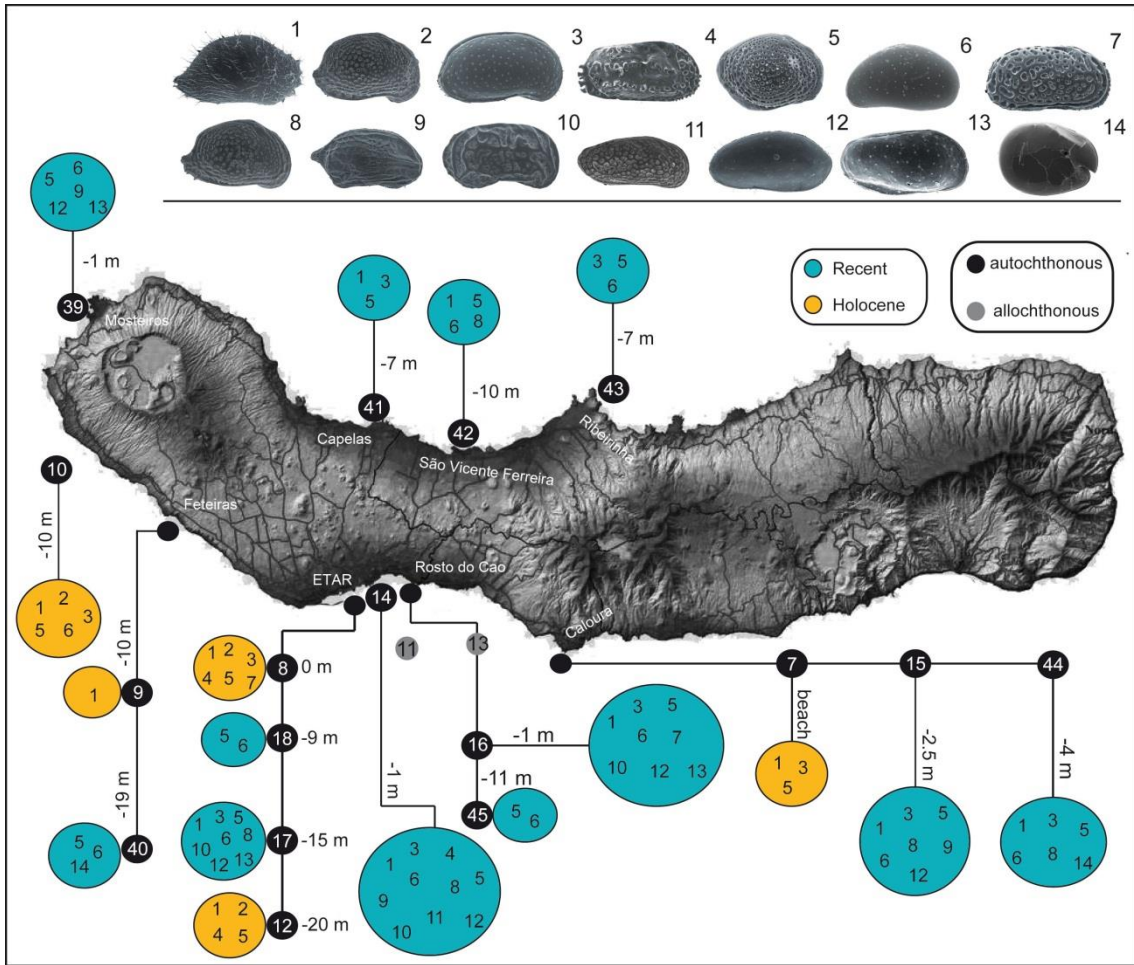 1 2 3 4 5 6 7
8 9 10 11 12 13 14
6
5 9
12 13
-1 m
39
Mosteiros
1 3
5
-7 m
41
Capelas
1 5
6 8
-10 m
42
São Vicente Ferreira
3 5
6
-7 m
43
Ribeirinha
Recent
Holocene
autochthonous
allochthonous
10
-10 m
1 2 3
5 6
Feteiras
-10 m
1
9
-19 m
5 6
14
40
ETAR
14
Rosto do Cao
Caloura
11
13
1 2 3
4 5 7
8
0 m
5 6
18
-9 m
1 3 5
6 8
10
12 13
17
-15 m
1 2
4 5
12
-20 m
-1m
3 4
1
6 8 5
9
11
10 12
16
-1 m
-11 m
45
5 6
3 5
1
6 7
10 12 13
7
beach
1 3
5
15
-2.5 m
3 5
1
8 9
6
12
44
-4 m
3
1 5
6 8 14